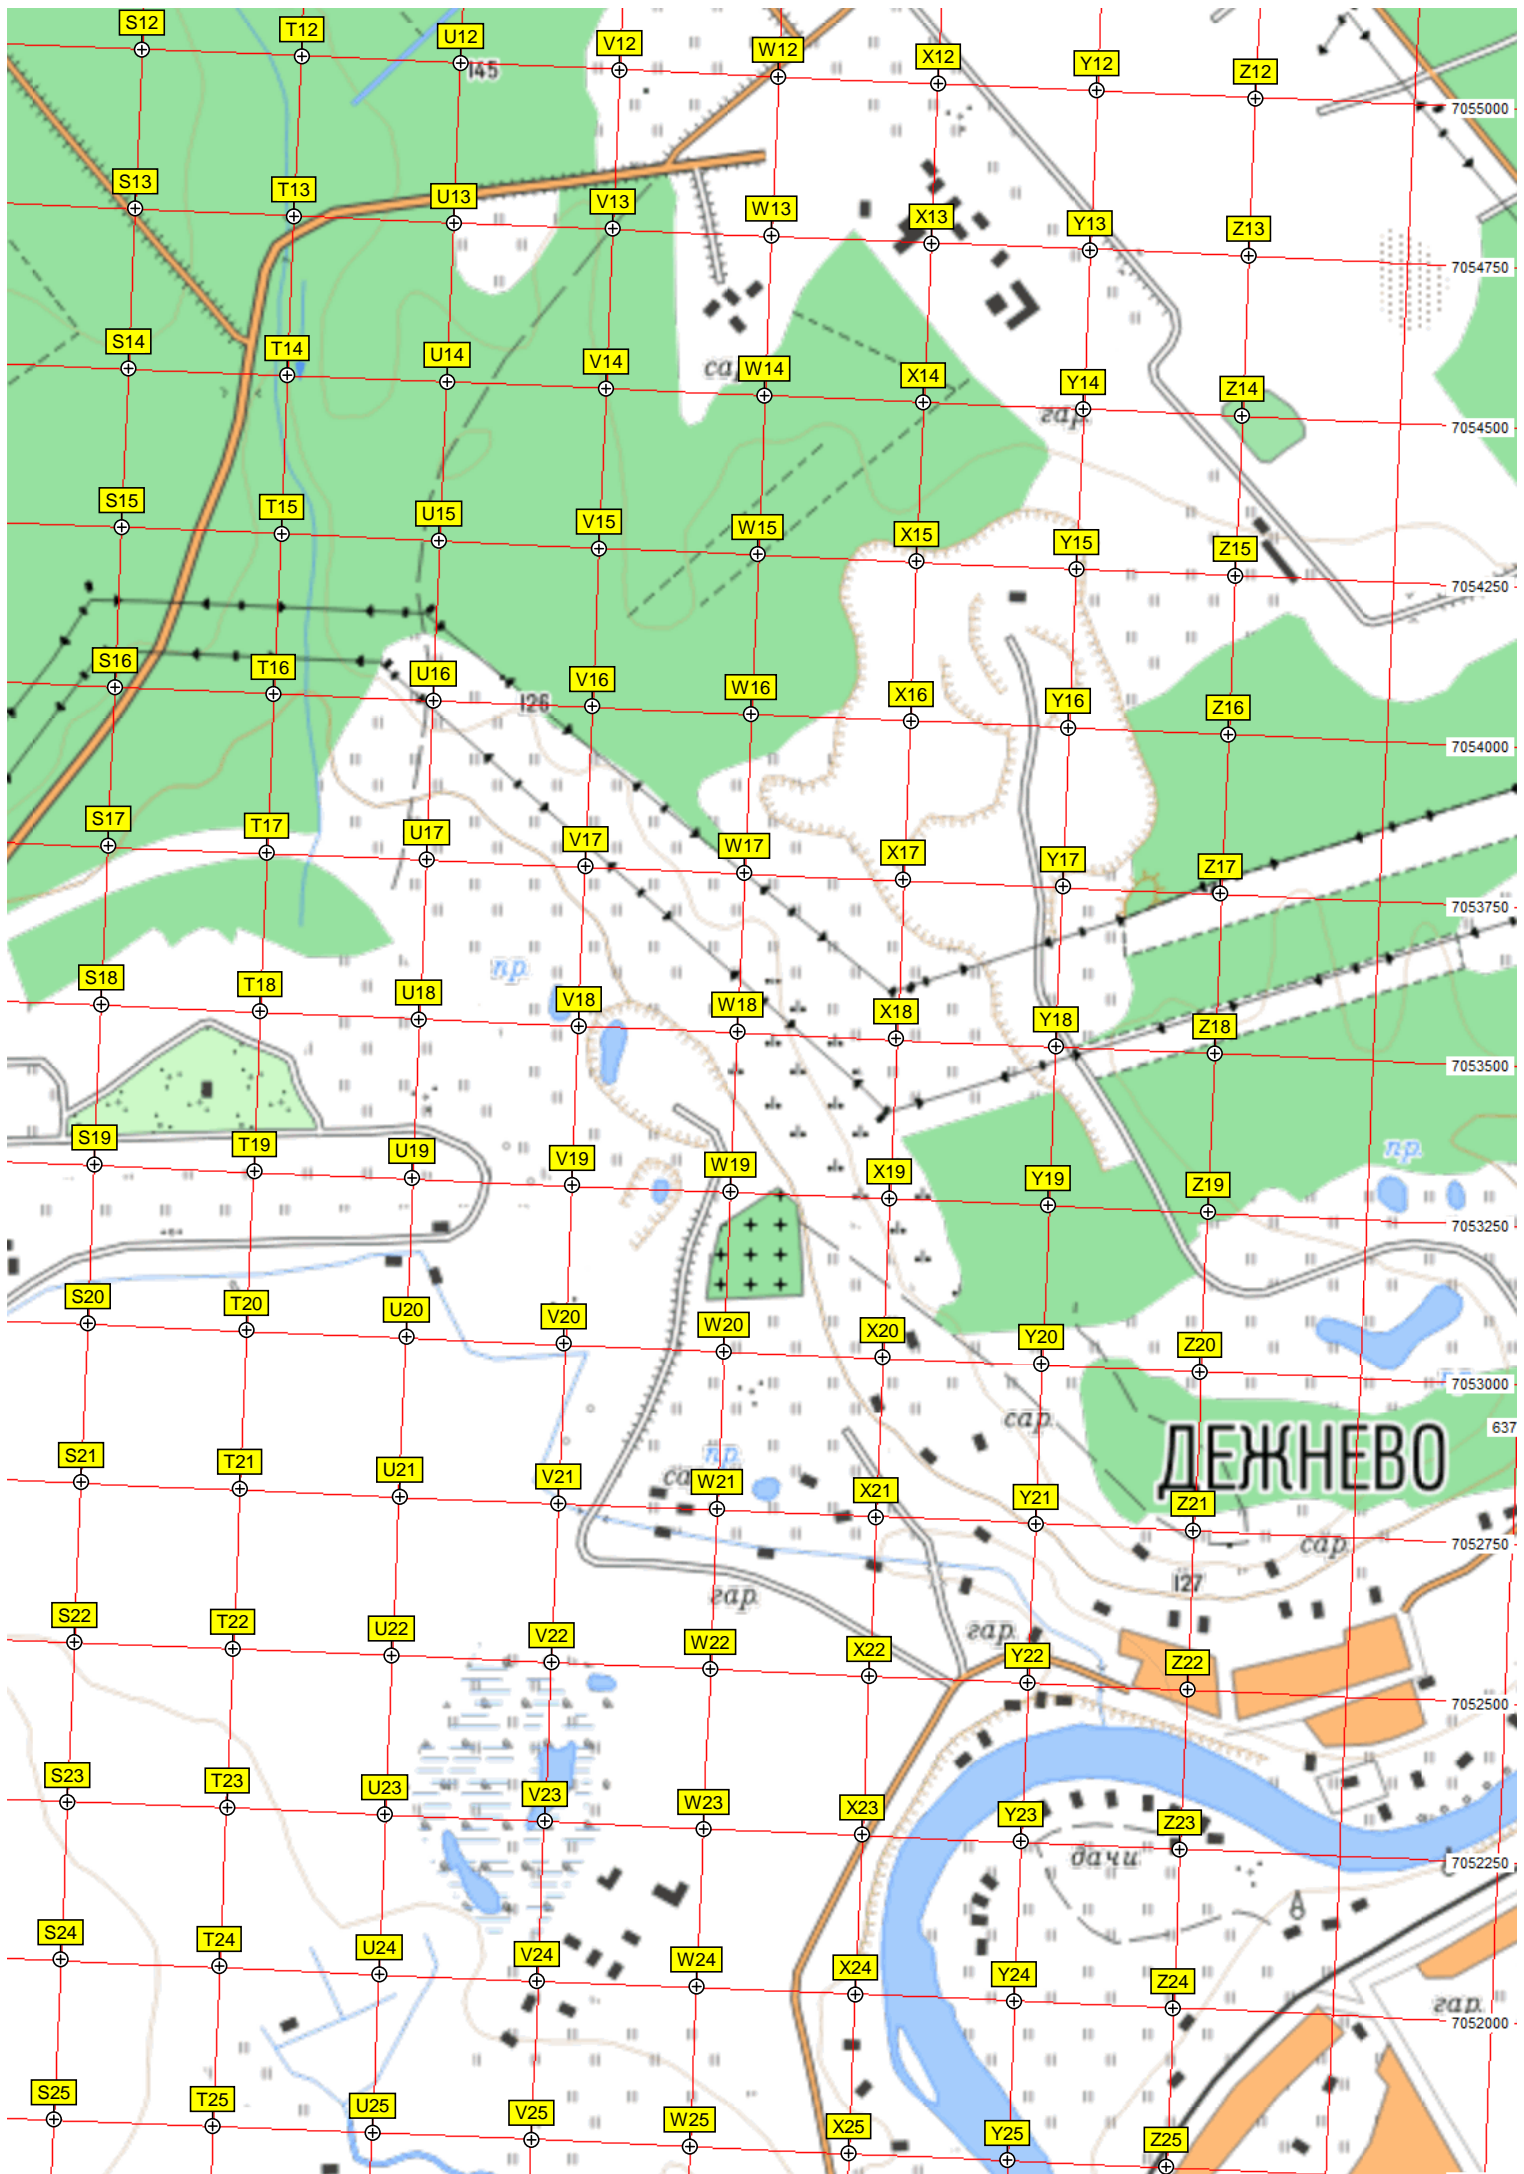 S12 T12 U12 V12 W12 X12 Y12 Z12
145
7055000
S13 T13 U13 V13 W13 X13 Y13 Z13
7054750
S14 T14 U14 V14 W14 X14 Y14 Z14
гар.
7054500
S15 T15 U15 V15 W15 X15 Y15 Z15
7054250
S16 T16 U16 V16 W16 X16 Y16 Z16
126
7054000
S17 T17 U17 V17 W17 X17 Y17 Z17
7053750
пр.
S18 T18 U18 V18 W18 X18 Y18 Z18
7053500
S19 T19 U19 V19 W19 X19 Y19 Z19
пр.
7053250
S20 T20 U20 V20 W20 X20 Y20 Z20
7053000
сар.
637
ДЕЖНЕВО
пр.
S21 T21 U21 V21 W21 X21 Y21 Z21
сар.
7052750
127
гар.
S22 T22 U22 V22 W22 X22 Y22 Z22
гар.
7052500
S23 T23 U23 V23 W23 X23 Y23 Z23
дачи
7052250
S24 T24 U24 V24 W24 X24 Y24 Z24
гар.
7052000
S25 T25 U25 V25 W25 X25 Y25 Z25